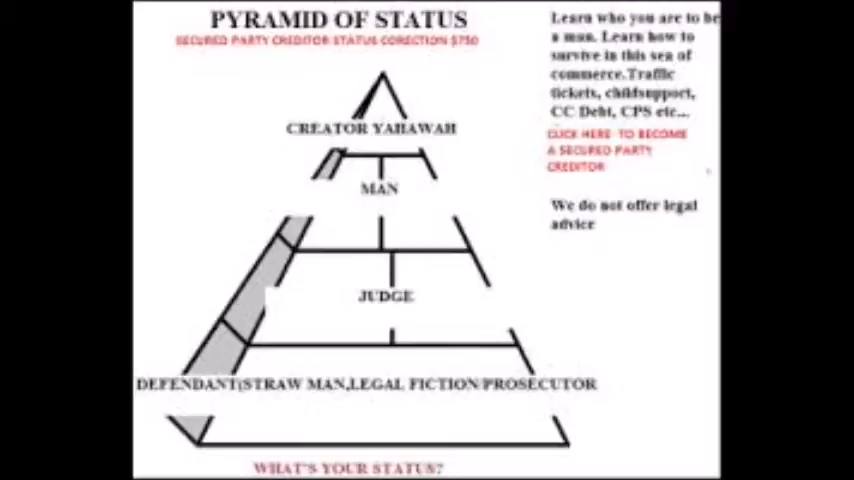 PYRAMID OF STATUS
SECURED PARTY CREDITOR STATUS CORECTION $750
CREATOR YAHAWAH
MAN
JUDGE
DEFENDANT(STRAW MAN,LEGAL FICTION/PROSECUTOR
WHAT'S YOUR STATUS?
Learn who you are to be
a man. Learn how to
survive in this sea of
commerce.Traffic
tickets, childsupport,
CC Debt, CPS etc...
CLICK HERE TO BECOME
A SECURED PARTY
CREDITOR
We do not offer legal
advice